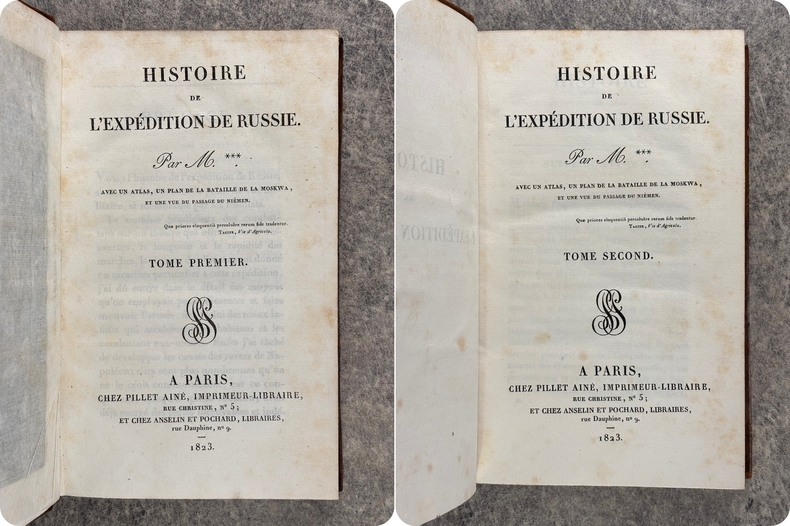 HISTOIRE
DE
L'EXPÉDITION DE RUSSIE.
Par M. ***.
AVEC UN ATLAS, UN PLAN DE LA BATAILLE DE LA MOSKWA,
ET UNE VUE DU PASSAGE DU NIÉMEN.
Quæ priores eloquentiâ percoluêre rerum fide tradentur.
TACITE, Vie d'Agricola.
TOME PREMIER.
A PARIS,
CHEZ PILLET AINÉ, IMPRIMEUR-LIBRAIRE,
RUE CHRISTINE, N° 5;
ET CHEZ ANSELIN ET POCHARD, LIBRAIRES,
rue Dauphine, n° 9.
1823.
HISTOIRE
DE
L'EXPÉDITION DE RUSSIE.
Par M. ***.
AVEC UN ATLAS, UN PLAN DE LA BATAILLE DE LA MOSKWA,
ET UNE VUE DU PASSAGE DU NIÉMEN.
Quæ priores eloquentiâ percoluêre rerum fide tradentur.
TACITE, Vie d'Agricola.
TOME SECOND.
A PARIS,
CHEZ PILLET AINÉ, IMPRIMEUR-LIBRAIRE,
RUE CHRISTINE, N° 5;
ET CHEZ ANSELIN ET POCHARD, LIBRAIRES,
rue Dauphine, n° 9.
1823.